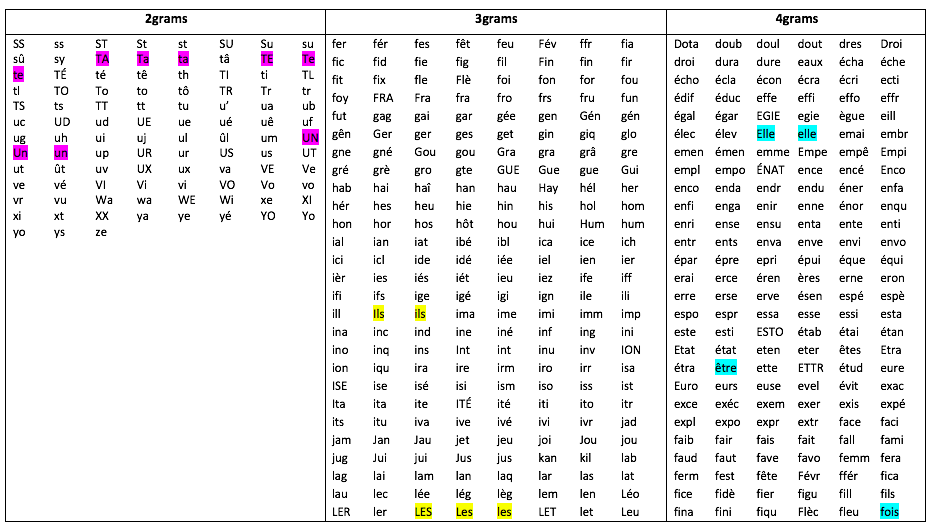 2grams
SS ss ST St st SU Su su
sû sy TA Ta ta tâ TE Te
te TÉ té tê th TI ti TL
tl TO To to tô TR Tr tr
TS ts TT tt tu u' ua ub
uc UD ud UE ue ué uê uf
ug uh ui uj ul ûl um UN
Un un up UR ur US us UT
ut ût uv UX ux va VE Ve
ve vé VI Vi vi VO Vo vo
vr vu Wa wa WE Wi xe XI
xi xt XX ya ye yé YO Yo
yo ys ze
3grams
fer fér fes fêt feu Fév ffr fia
fic fid fie fig fil Fin fin fir
fit fix fle Flè foi fon for fou
foy FRA Fra fra fro frs fru fun
fut gag gai gar gée gen Gén gén
gên Ger ger ges get gin giq glo
gne gné Gou gou Gra gra grâ gre
gré grè gro gte GUE Gue gue Gui
hab hai haî han hau Hay hél her
hér hes heu hie hin his hol hom
hon hor hos hôt hou hui Hum hum
ial ian iat ibé ibl ica ice ich
ici icl ide idé iée iel ien ier
ièr ies iés iét ieu iez ife iff
ifi ifs ige igé igi ign ile ili
ill Ils ils ima ime imi imm imp
ina inc ind ine iné inf ing ini
ino inq ins Int int inu inv ION
ion iqu ira ire irm iro irr isa
ISE ise isé isi ism iso iss ist
Ita ita ite ITÉ ité iti ito itr
its itu iva ive ivé ivi ivr jad
jam Jan Jau jet jeu joi Jou jou
jug Jui jui Jus jus kan kil lab
lag lai lam lan laq lar las lat
lau lec lée lég lèg lem len Léo
LER ler LES Les les LET let Leu
4grams
Dota doub doul dout dres Droi
droi dura dure eaux écha éche
écho écla écon écra écri ecti
édif éduc effe effi effo effr
égal égar EGIE egie ègue eill
élec élev Elle elle emai embr
emen émen emme Empe empê Empi
empl empo ÉNAT ence encé Enco
enco enda endr endu éner enfa
enfi enga enir enne énor enqu
enri ense ensu enta ente enti
entr ents enva enve envi envo
épar épre epri épui éque équi
erai erce éren ères erne eron
erre erse erve ésen espé espè
espo espr essa esse essi esta
este esti ESTO étab étai étan
Etat état eten eter êtes Etra
étra être ette ETTR étud eure
Euro eurs euse evel évit exac
exce exéc exem exer exis expé
expl expo expr extr face faci
faib fair fais fait fall fami
faud faut fave favo femm fera
ferm fest fête Févr ffér fica
fice fidè fier figu fill fils
fina fini fiqu Flèc fleu fois